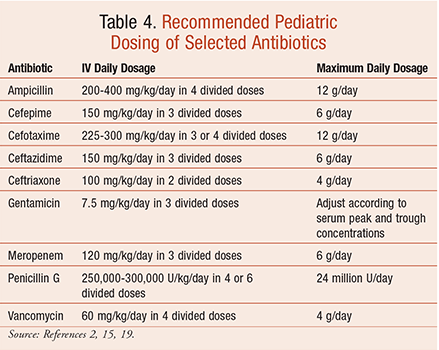 Table 4. Recommended Pediatric
Dosing of Selected Antibiotics
Antibiotic IV Daily Dosage Maximum Daily Dosage
Ampicillin 200-400 mg/kg/day in 4 divided doses 12 g/day
Cefepime 150 mg/kg/day in 3 divided doses 6 g/day
Cefotaxime 225-300 mg/kg/day in 3 or 4 divided doses 12 g/day
Ceftazidime 150 mg/kg/day in 3 divided doses 6 g/day
Ceftriaxone 100 mg/kg/day in 2 divided doses 4 g/day
Gentamicin 7.5 mg/kg/day in 3 divided doses Adjust according to
serum peak and trough
concentrations
Meropenem 120 mg/kg/day in 3 divided doses 6 g/day
Penicillin G 250,000-300,000 U/kg/day in 4 or 6 24 million U/day
divided doses
Vancomycin 60 mg/kg/day in 4 divided doses 4 g/day
Source: References 2, 15, 19.